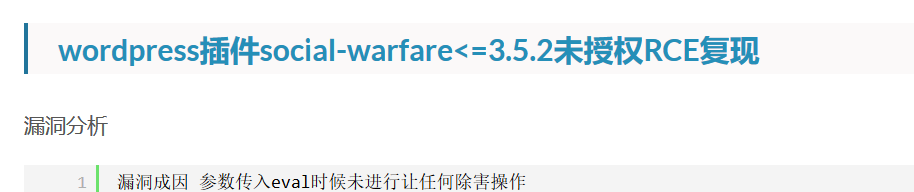 wordpress插件social-warfare<=3.5.2未授权RCE复现
漏洞分析
1 漏洞成因 参数传入eval时候未进行让任何除害操作